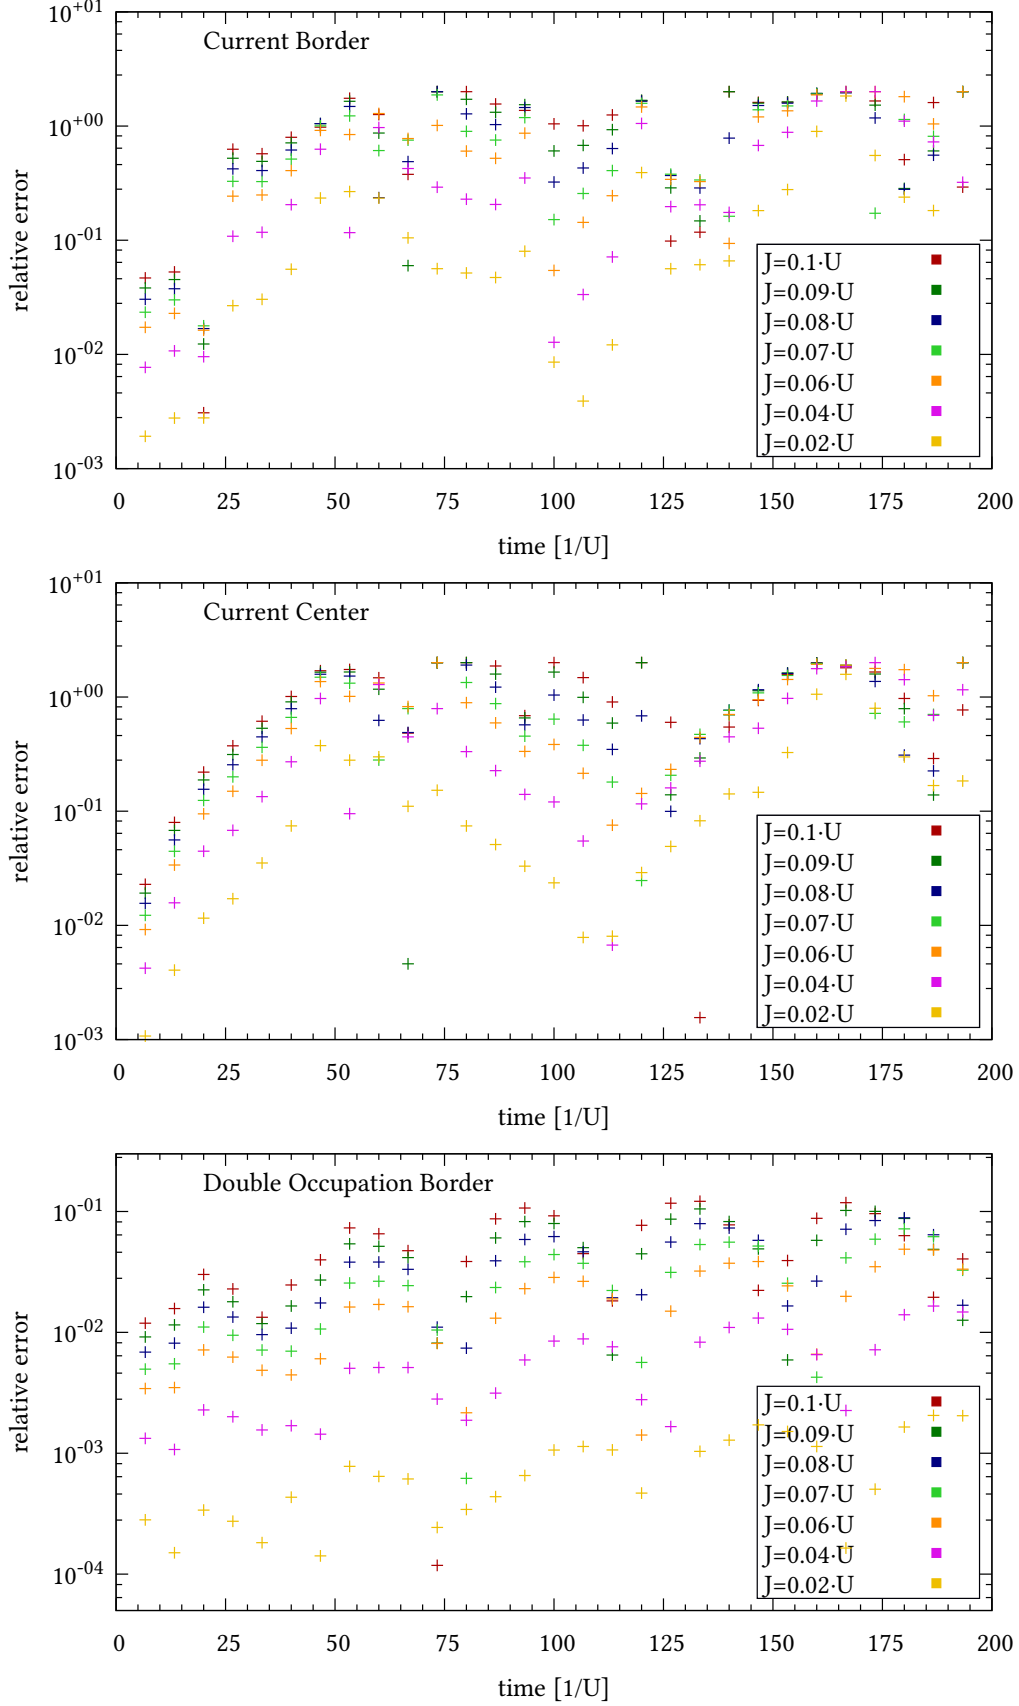 10+01
Current Border
10+00
relative error
10-01
J=0.1·U
J=0.09·U
J=0.08·U
J=0.07·U
10-02
J=0.06·U
J=0.04·U
J=0.02·U
10-03
0 25 50 75 100 125 150 175 200
time [1/U]
10+01
Current Center
10+00
relative error
10-01
J=0.1·U
J=0.09·U
J=0.08·U
J=0.07·U
10-02
J=0.06·U
J=0.04·U
J=0.02·U
10-03
0 25 50 75 100 125 150 175 200
time [1/U]
Double Occupation Border
10-01
relative error
10-02
J=0.1·U
J=0.09·U
10-03
J=0.08·U
J=0.07·U
J=0.06·U
J=0.04·U
10-04
J=0.02·U
0 25 50 75 100 125 150 175 200
time [1/U]